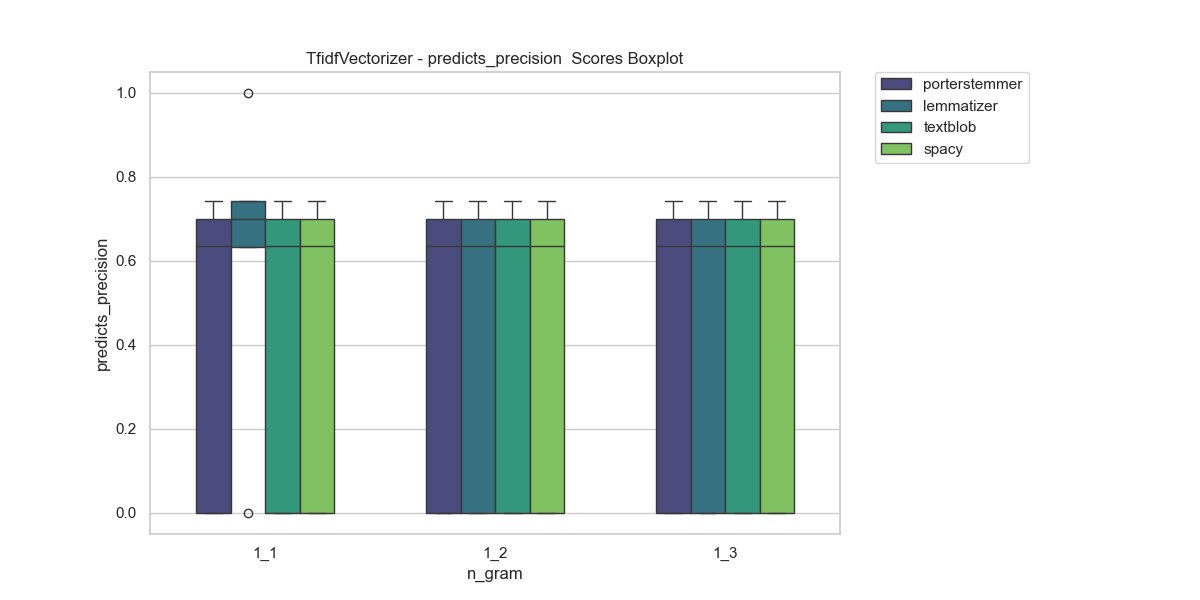 TfidfVectorizer - predicts_precision  Scores Boxplot
porterstemmer
lemmatizer
textblob
spacy
predicts_precision
1.0
0.8
0.6
0.4
0.2
0.0
1_1
1_2
1_3
n_gram